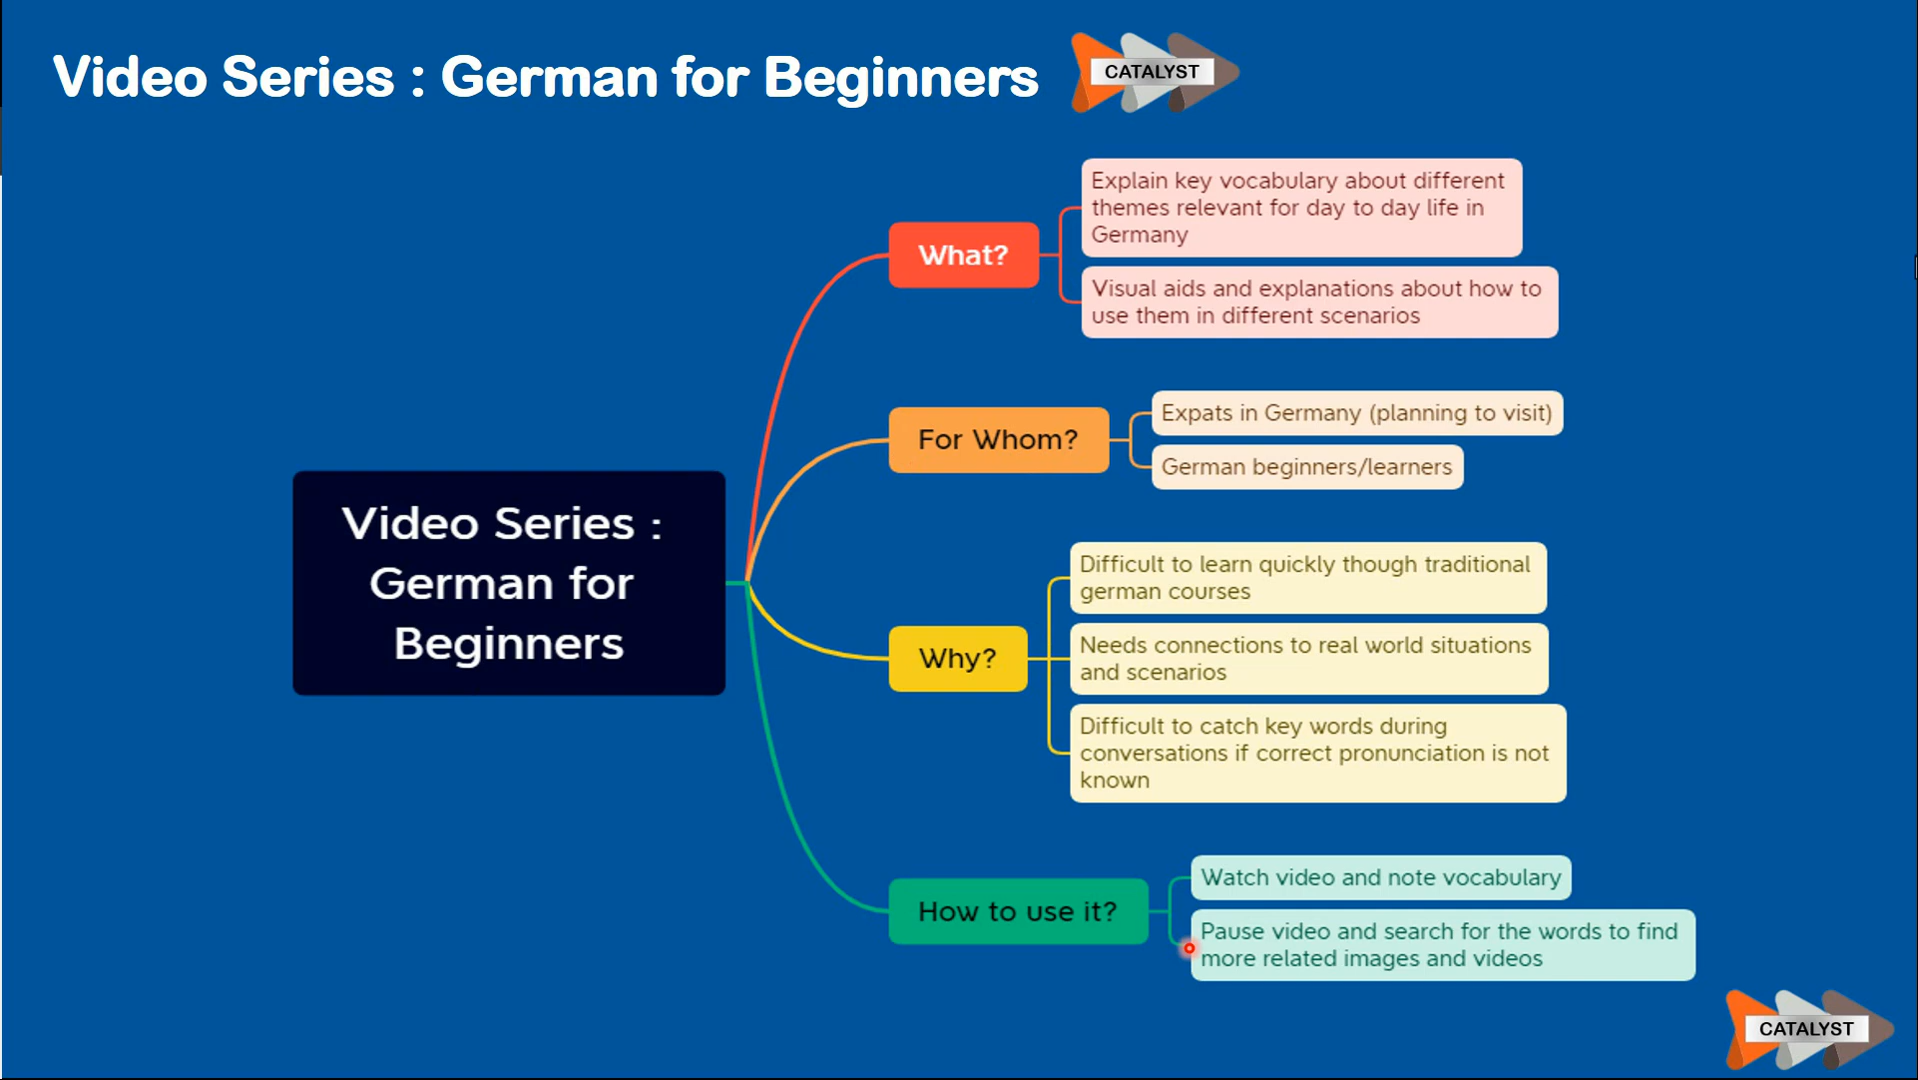 Video Series : German for Beginners
CATALYST
What?
Explain key vocabulary about different
themes relevant for day to day life in
Germany
Visual aids and explanations about how to
use them in different scenarios
For Whom?
Expats in Germany (planning to visit)
German beginners/learners
Video Series :
German for
Beginners
Why?
Difficult to learn quickly though traditional
german courses
Needs connections to real world situations
and scenarios
Difficult to catch key words during
conversations if correct pronunciation is not
known
How to use it?
Watch video and note vocabulary
Pause video and search for the words to find
more related images and videos
CATALYST